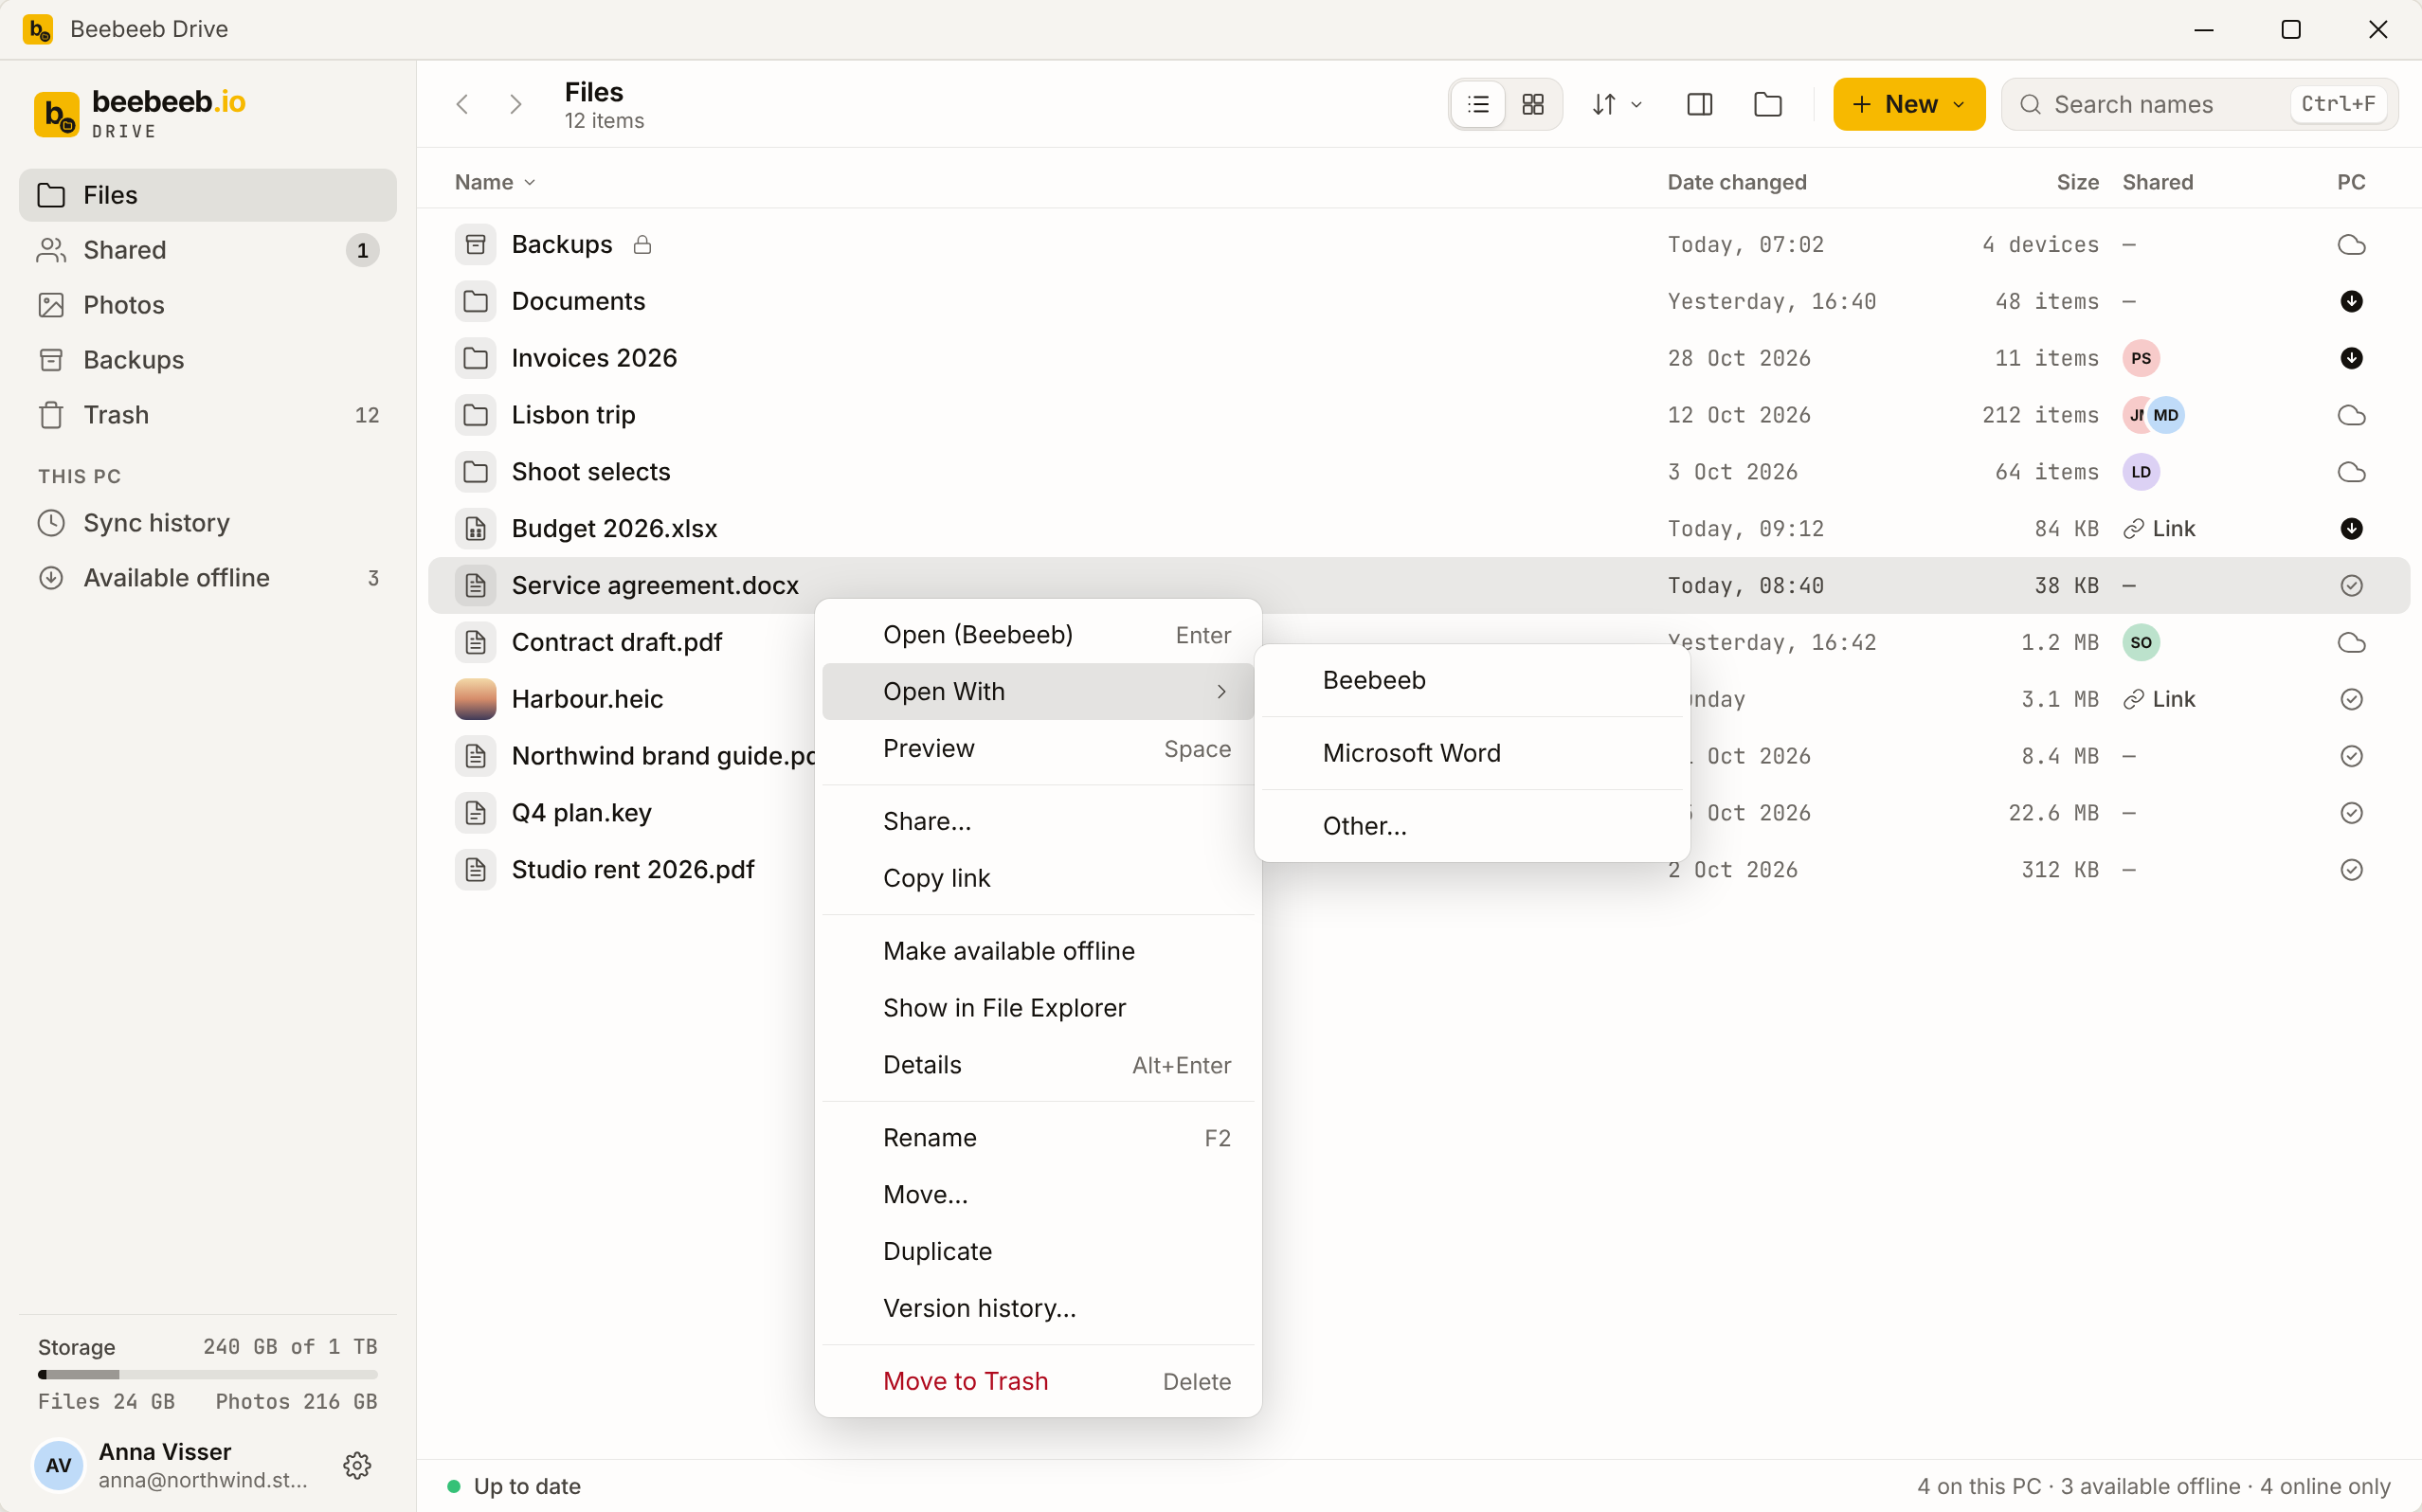 Beebeeb Drive
beebeeb.io
DRIVE
Files
Shared 1
Photos
Backups
Trash 12
THIS PC
Sync history
Available offline 3
Storage 240 GB of 1 TB
Files 24 GB Photos 216 GB
AV
Anna Visser
anna@northwind.st...
Files
12 items
New
Search names Ctrl+F
Name Date changed Size Shared PC
Backups Today, 07:02 4 devices –
Documents Yesterday, 16:40 48 items –
Invoices 2026 28 Oct 2026 11 items PS
Lisbon trip 12 Oct 2026 212 items MD
Shoot selects 3 Oct 2026 64 items LD
Budget 2026.xlsx Today, 09:12 84 KB Link
Service agreement.docx Today, 08:40 38 KB –
Contract draft.pdf Yesterday, 16:42 1.2 MB SO
Harbour.heic 3.1 MB Link
Northwind brand guide Oct 2026 8.4 MB –
Q4 plan.key Oct 2026 22.6 MB –
Studio rent 2026.pdf 2 Oct 2026 312 KB –
Open (Beebeeb) Enter
Open With
Preview Space
Share...
Copy link
Make available offline
Show in File Explorer
Details Alt+Enter
Rename F2
Move...
Duplicate
Version history...
Move to Trash Delete
Beebeeb
Microsoft Word
Other...
Up to date
4 on this PC · 3 available offline · 4 online only